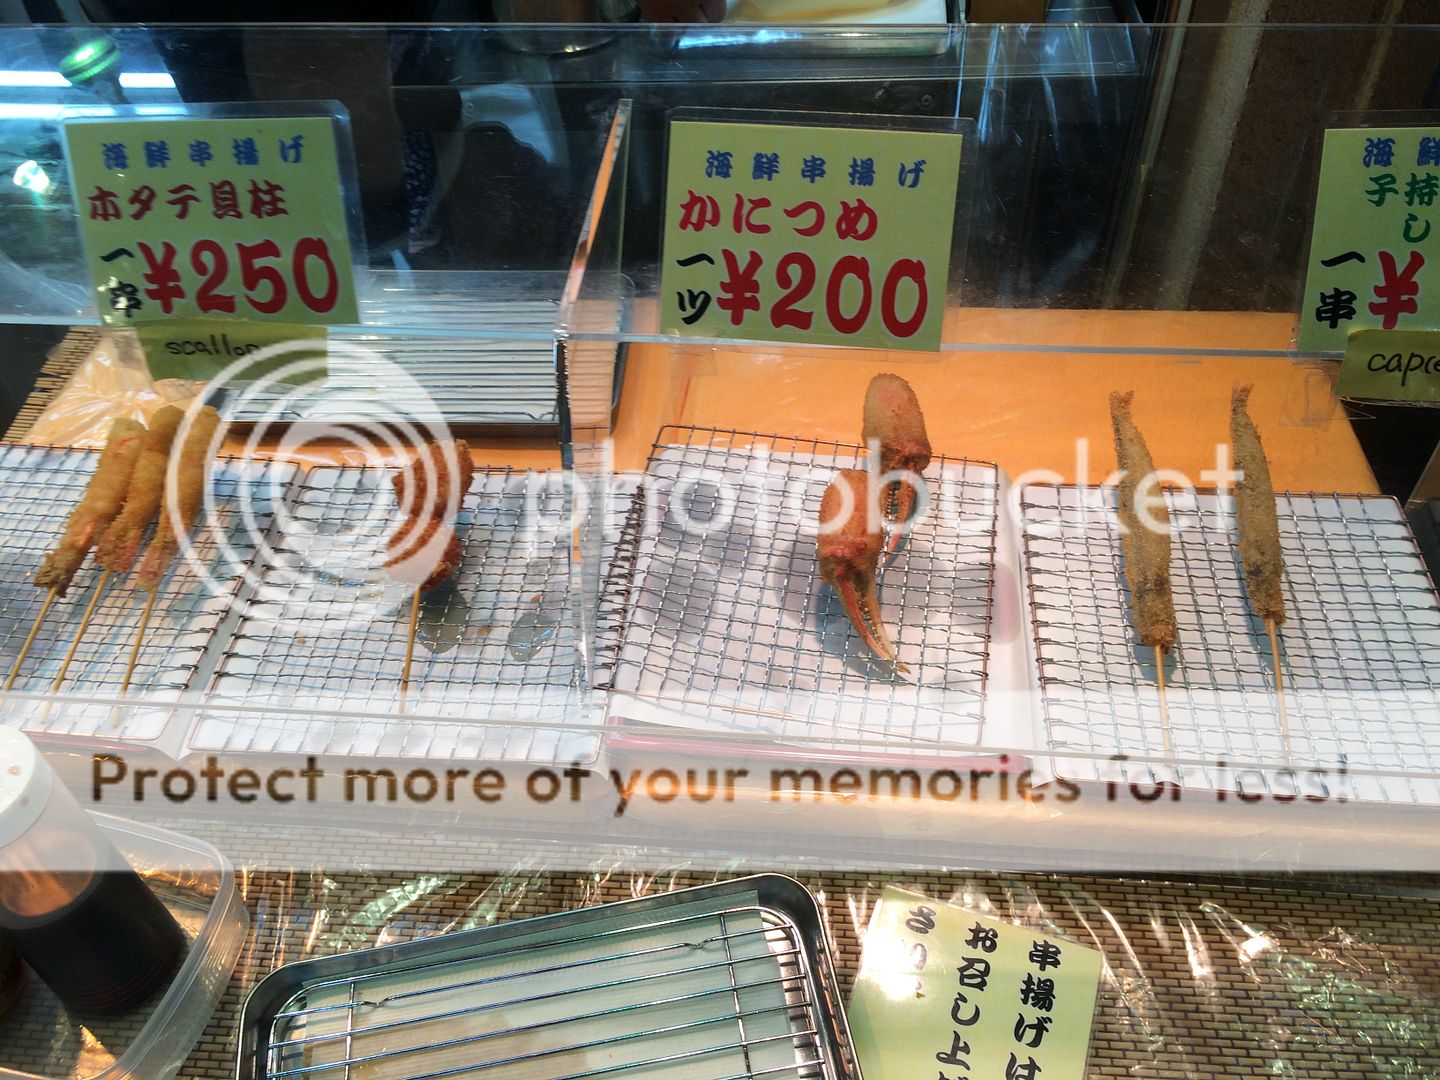 海鮮串揚げ
ホタテ貝柱
一串 ¥250
scallop
海鮮串揚げ
かにつめ
一ツ ¥200
海鮮
子持
し
一串 ¥
photobucket
Protect more of your memories for less!
串揚げは
お召し上